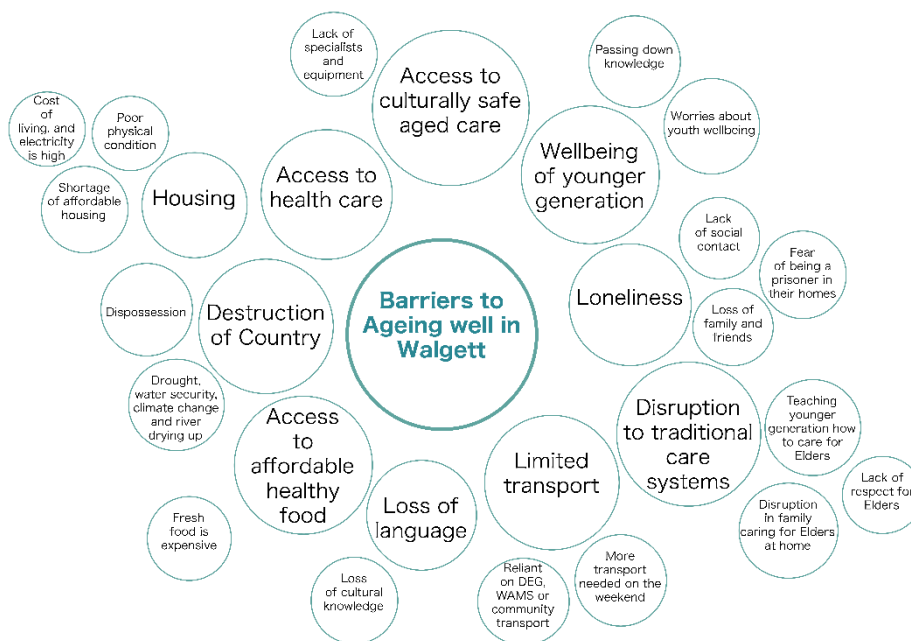 Barriers to
Ageing well in
Walgett
Access to
culturally safe
aged care
Wellbeing
of younger
generation
Passing down
knowledge
Worries about
youth wellbeing
Loneliness
Lack
of social
contact
Fear
of being a
prisoner in
their homes
Loss of
family and
friends
Disruption
to traditional
care
systems
Teaching
younger
generation how
to care for
Elders
Lack of
respect for
Elders
Disruption
in family
caring for Elders
at home
Limited
transport
More
transport
needed on the
weekend
Reliant
on DEG,
WAMS or
community
transport
Loss of
language
Loss
of cultural
knowledge
Access
to
affordable
healthy
food
Fresh
food is
expensive
Destruction
of Country
Dispossession
Drought,
water security,
climate change
and river
drying up
Housing
Shortage
of affordable
housing
Cost
of
living, and
electricity
is high
Poor
physical
condition
Access to
health care
Lack of
specialists
and
equipment